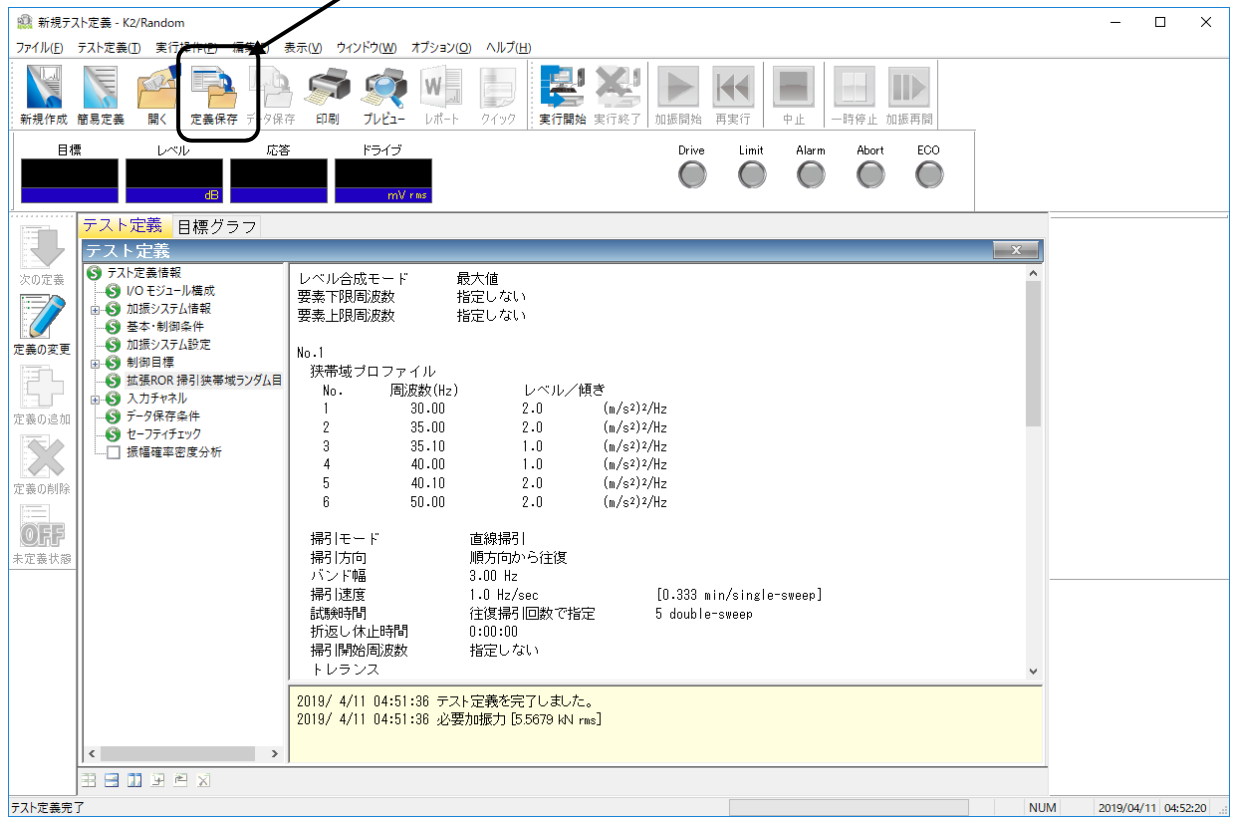 新規テスト定義 - K2/Random
ファイル(F) テスト定義(T) 実行操作(P) 編集 表示(V) ウィンドウ(W) オプション(O) ヘルプ(H)
新規作成 簡易定義 開く 定義保存 データ保存 印刷 プレビュー レポート クイック 実行開始 実行終了 加振開始 再実行 中止 一時停止 加振再開
目標 レベル 応答 ドライブ Drive Limit Alarm Abort ECO
dB mV rms
テスト定義 目標グラフ
テスト定義
次の定義
定義の変更
定義の追加
定義の削除
OFF
未定義状態
テスト定義情報
I/O モジュール構成
加振システム情報
基本・制御条件
加振システム設定
制御目標
拡張ROR 掃引狭帯域ランダム目
入力チャネル
データ保存条件
セーフティチェック
振幅確率密度分析
レベル合成モード 最大値
要素下限周波数 指定しない
要素上限周波数 指定しない
No.1
狭帯域プロファイル
No. 周波数(Hz) レベル／傾き
1 30.00 2.0 (m/s²)²/Hz
2 35.00 2.0 (m/s²)²/Hz
3 35.10 1.0 (m/s²)²/Hz
4 40.00 1.0 (m/s²)²/Hz
5 40.10 2.0 (m/s²)²/Hz
6 50.00 2.0 (m/s²)²/Hz
掃引モード 直線掃引
掃引方向 順方向から往復
バンド幅 3.00 Hz
掃引速度 1.0 Hz/sec [0.333 min/single-sweep]
試験時間 往復掃引回数で指定 5 double-sweep
折返し休止時間 0:00:00
掃引開始周波数 指定しない
トレランス
2019/ 4/11 04:51:36 テスト定義を完了しました。
2019/ 4/11 04:51:36 必要加振力 [5.5679 kN rms]
テスト定義完了 NUM 2019/04/11 04:52:20